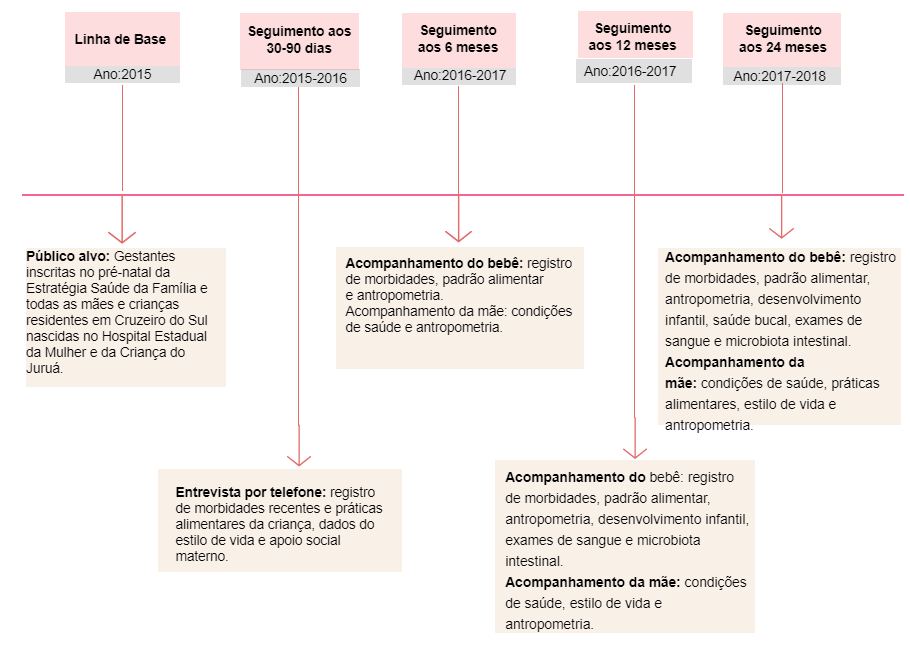 Linha de Base
Ano:2015
Seguimento aos
30-90 dias
Ano:2015-2016
Seguimento
aos 6 meses
Ano:2016-2017
Seguimento
aos 12 meses
Ano:2016-2017
Seguimento
aos 24 meses
Ano:2017-2018
Público alvo: Gestantes
inscritas no pré-natal da
Estratégia Saúde da Família e
todas as mães e crianças
residentes em Cruzeiro do Sul
nascidas no Hospital Estadual
da Mulher e da Criança do
Juruá.
Entrevista por telefone: registro
de morbidades recentes e práticas
alimentares da criança, dados do
estilo de vida e apoio social
materno.
Acompanhamento do bebê: registro
de morbidades, padrão alimentar
e antropometria.
Acompanhamento da mãe: condições
de saúde e antropometria.
Acompanhamento do bebê: registro
de morbidades, padrão alimentar,
antropometria, desenvolvimento infantil,
exames de sangue e microbiota
intestinal.
Acompanhamento da mãe: condições
de saúde, estilo de vida e
antropometria.
Acompanhamento do bebê: registro
de morbidades, padrão alimentar,
antropometria, desenvolvimento
infantil, saúde bucal, exames de
sangue e microbiota intestinal.
Acompanhamento da
mãe: condições de saúde, práticas
alimentares, estilo de vida e
antropometria.